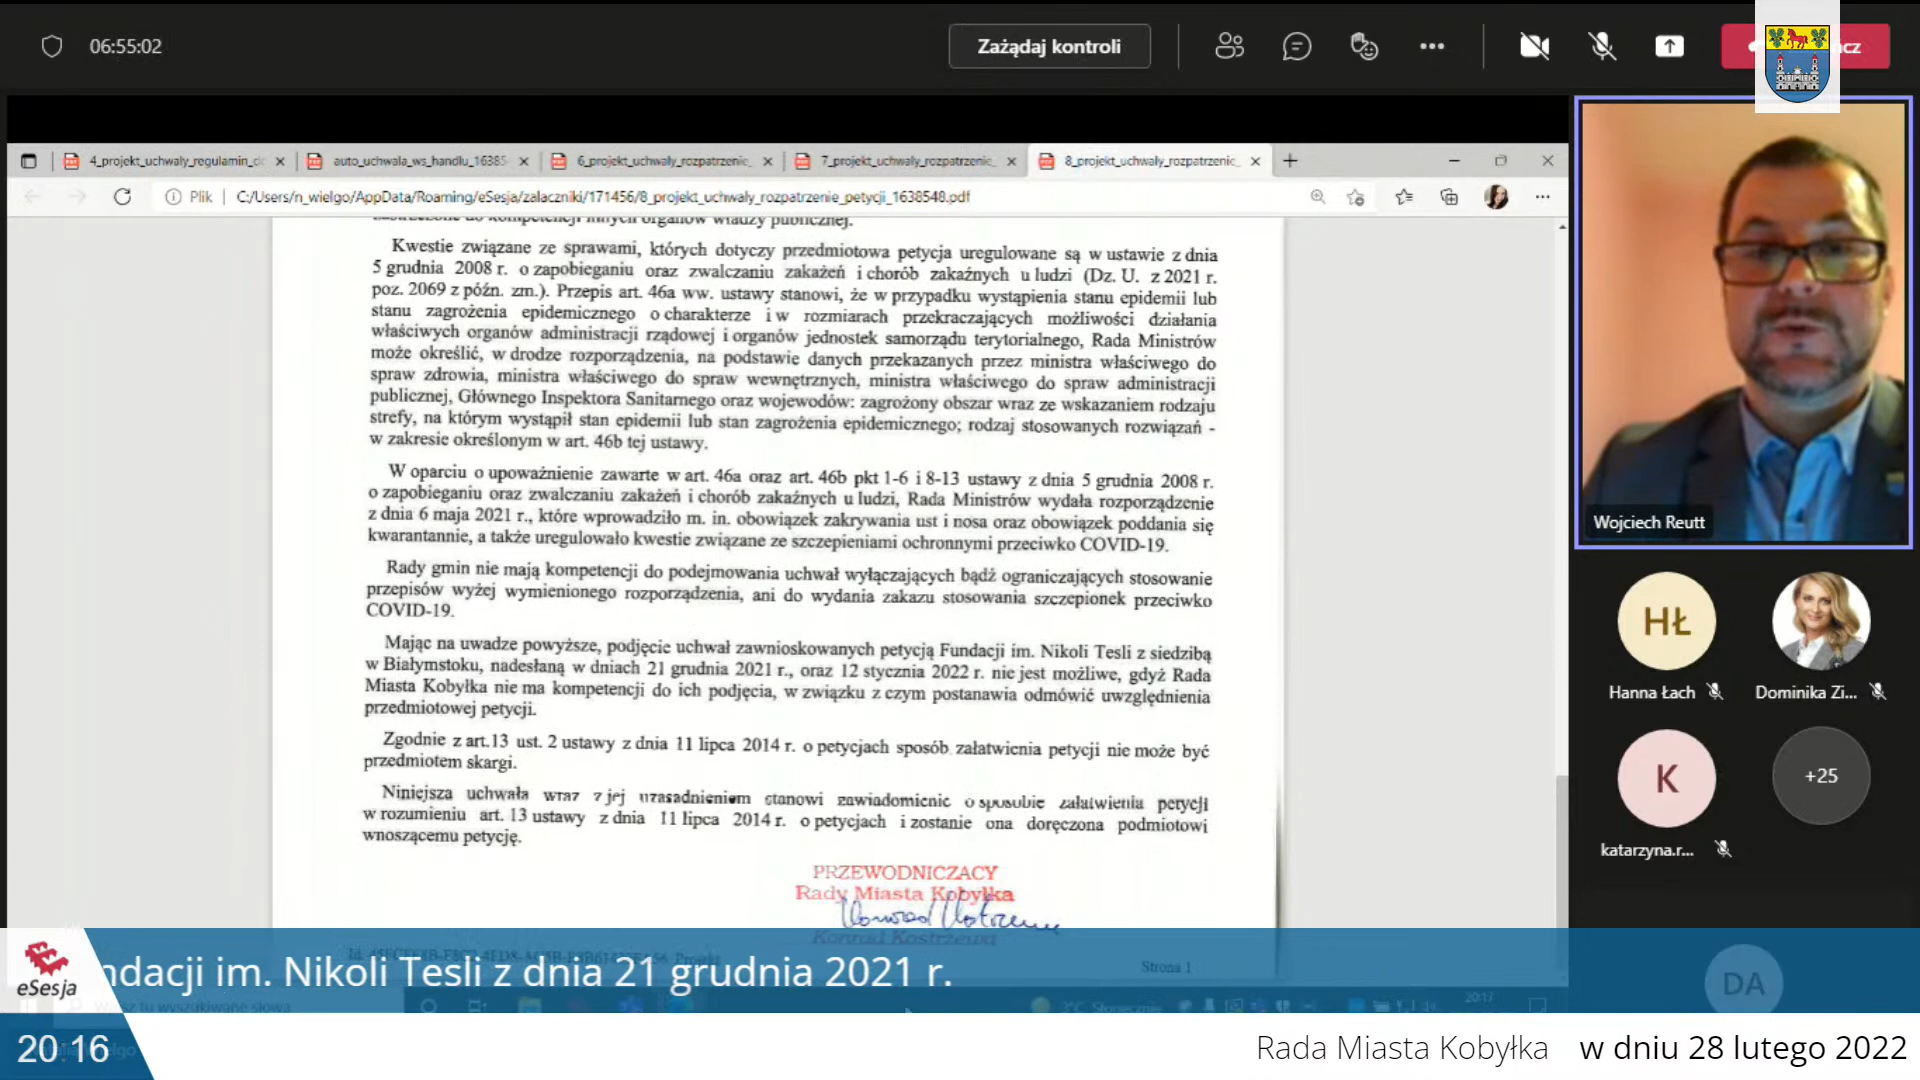 06:55:02
Zażądaj kontroli
4_projekt_uchwaly_regulamin_
auto_uchwala_ws_handlu_16385
6_projekt_uchwaly_rozpatrzenie_
7_projekt_uchwaly_rozpatrzenie_
8_projekt_uchwaly_rozpatrzenie_
Plik
C:/Users/n_wielgo/AppData/Roaming/eSesja/zalaczniki/171456/8_projekt_uchwaly_rozpatrzenie_petycji_1638548.pdf
zastrzeżone do kompetencji innych organów władzy publicznej.
Kwestie związane ze sprawami, których dotyczy przedmiotowa petycja uregulowane są w ustawie z dnia
5 grudnia 2008 r. o zapobieganiu oraz zwalczaniu zakażeń i chorób zakaźnych u ludzi (Dz. U. z 2021 r.
poz. 2069 z późn. zm.). Przepis art. 46a ww. ustawy stanowi, że w przypadku wystąpienia stanu epidemii lub
stanu zagrożenia epidemicznego o charakterze i w rozmiarach przekraczających możliwości działania
właściwych organów administracji rządowej i organów jednostek samorządu terytorialnego, Rada Ministrów
może określić, w drodze rozporządzenia, na podstawie danych przekazanych przez ministra właściwego do
spraw zdrowia, ministra właściwego do spraw wewnętrznych, ministra właściwego do spraw administracji
publicznej, Głównego Inspektora Sanitarnego oraz wojewodów: zagrożony obszar wraz ze wskazaniem rodzaju
strefy, na którym wystąpił stan epidemii lub stan zagrożenia epidemicznego; rodzaj stosowanych rozwiązań -
w zakresie określonym w art. 46b tej ustawy.
W oparciu o upoważnienie zawarte w art. 46a oraz art. 46b pkt 1-6 i 8-13 ustawy z dnia 5 grudnia 2008 r.
o zapobieganiu oraz zwalczaniu zakażeń i chorób zakaźnych u ludzi, Rada Ministrów wydała rozporządzenie
z dnia 6 maja 2021 r., które wprowadziło m. in. obowiązek zakrywania ust i nosa oraz obowiązek poddania się
kwarantannie, a także uregulowało kwestie związane ze szczepieniami ochronnymi przeciwko COVID-19.
Rady gmin nie mają kompetencji do podejmowania uchwał wyłączających bądź ograniczających stosowanie
przepisów wyżej wymienionego rozporządzenia, ani do wydania zakazu stosowania szczepionek przeciwko
COVID-19.
Mając na uwadze powyższe, podjęcie uchwał zawnioskowanych petycją Fundacji im. Nikoli Tesli z siedzibą
w Białymstoku, nadesłaną w dniach 21 grudnia 2021 r., oraz 12 stycznia 2022 r. nie jest możliwe, gdyż Rada
Miasta Kobyłka nie ma kompetencji do ich podjęcia, w związku z czym postanawia odmówić uwzględnienia
przedmiotowej petycji.
Zgodnie z art.13 ust. 2 ustawy z dnia 11 lipca 2014 r. o petycjach sposób załatwienia petycji nie może być
przedmiotem skargi.
Niniejsza uchwała wraz z jej uzasadnieniem stanowi zawiadomienie o sposobie załatwienia petycji
w rozumieniu art. 13 ustawy z dnia 11 lipca 2014 r. o petycjach i zostanie ona doręczona podmiotowi
wnoszącemu petycję.
PRZEWODNICZĄCY
Rady Miasta Kobyłka
Konrad Kostrzewa
Strona 1
Wojciech Reutt
HŁ
Hanna Łach
Dominika Zi...
K
katarzyna.r...
+25
DA
eSesja
ndacji im. Nikoli Tesli z dnia 21 grudnia 2021 r.
20:17
20:16
Rada Miasta Kobyłka w dniu 28 lutego 2022